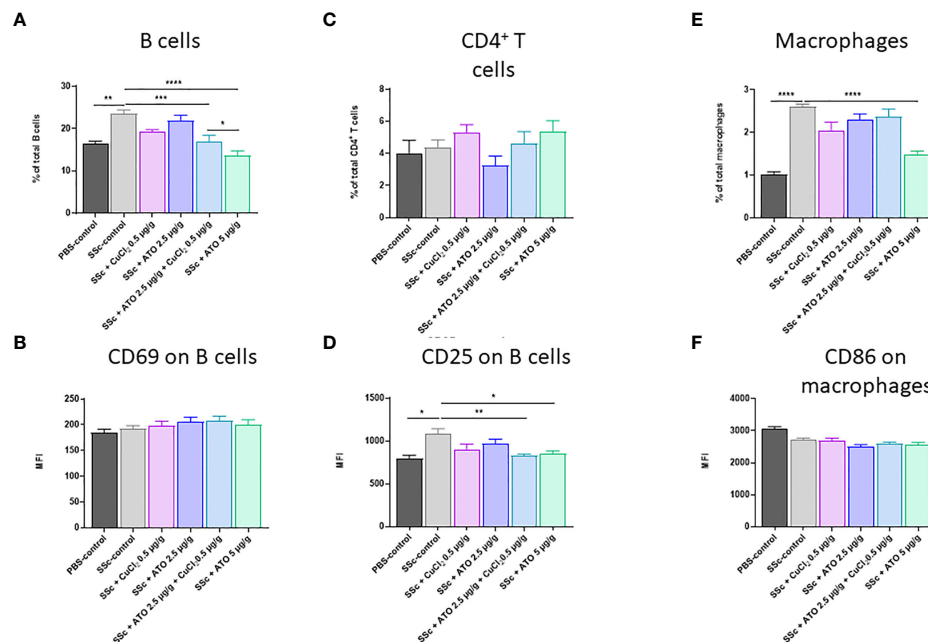 A
B cells
% of total B cells
30
20
10
0
**
****
***
*
PBS-control
SSc-control
SSc + CuCl₂ 0.5 µg/g
SSc + ATO 2.5 µg/g
SSc + ATO 2.5 µg/g + CuCl₂ 0.5 µg/g
SSc + ATO 5 µg/g
C
CD4⁺ T
cells
% of total CD4⁺ T cells
8
6
4
2
0
PBS-control
SSc-control
SSc + CuCl₂ 0.5 µg/g
SSc + ATO 2.5 µg/g
SSc + ATO 2.5 µg/g + CuCl₂ 0.5 µg/g
SSc + ATO 5 µg/g
E
Macrophages
% of total macrophages
3
2
1
0
****
****
PBS-control
SSc-control
SSc + CuCl₂ 0.5 µg/g
SSc + ATO 2.5 µg/g
SSc + ATO 2.5 µg/g + CuCl₂ 0.5 µg/g
SSc + ATO 5 µg/g
B
CD69 on B cells
MFI
250
200
150
100
50
0
PBS-control
SSc-control
SSc + CuCl₂ 0.5 µg/g
SSc + ATO 2.5 µg/g
SSc + ATO 2.5 µg/g + CuCl₂ 0.5 µg/g
SSc + ATO 5 µg/g
D
CD25 on B cells
MFI
1500
1000
500
0
*
*
**
PBS-control
SSc-control
SSc + CuCl₂ 0.5 µg/g
SSc + ATO 2.5 µg/g
SSc + ATO 2.5 µg/g + CuCl₂ 0.5 µg/g
SSc + ATO 5 µg/g
F
CD86 on
macrophages
MFI
4000
3000
2000
1000
0
PBS-control
SSc-control
SSc + CuCl₂ 0.5 µg/g
SSc + ATO 2.5 µg/g
SSc + ATO 2.5 µg/g + CuCl₂ 0.5 µg/g
SSc + ATO 5 µg/g